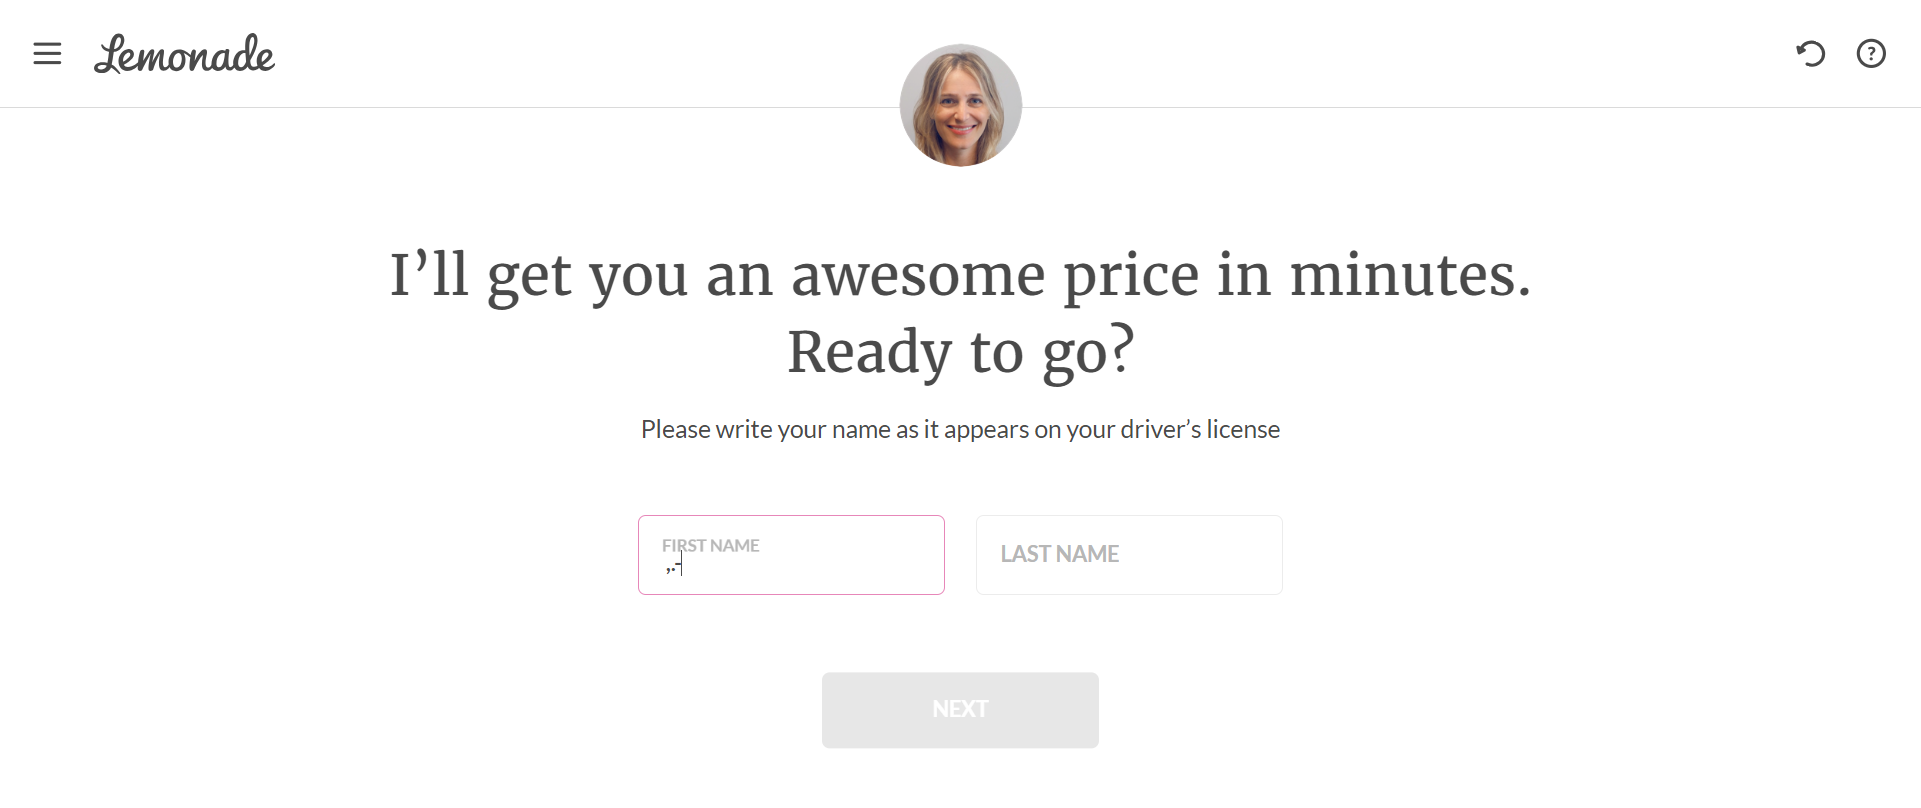 Lemonade
?
I’ll get you an awesome price in minutes.
Ready to go?
Please write your name as it appears on your driver’s license
FIRST NAME
,.-
LAST NAME
NEXT